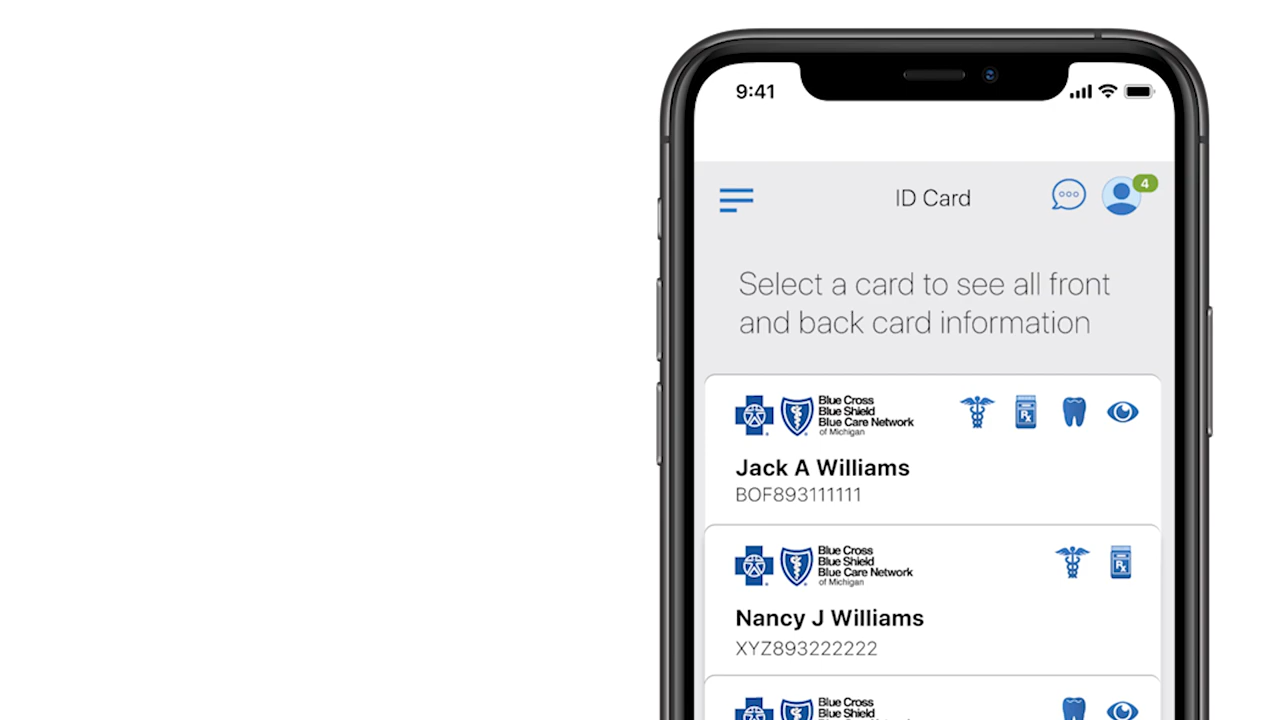 9:41
ID Card
4
Select a card to see all front
and back card information
Blue Cross
Blue Shield
Blue Care Network
of Michigan
Rx
Jack A Williams
BOF893111111
Blue Cross
Blue Shield
Blue Care Network
of Michigan
Rx
Nancy J Williams
XYZ893222222
Blue Cross
Blue Shield